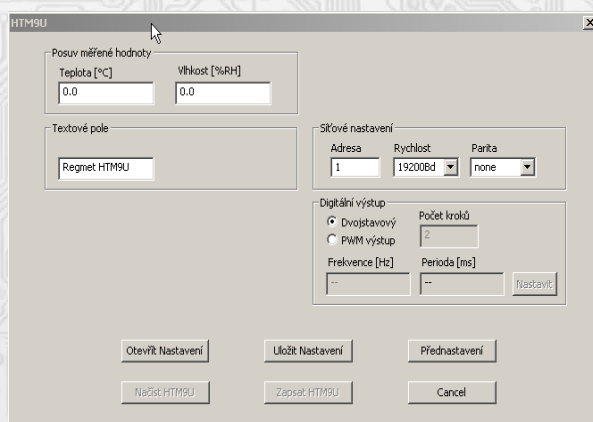 HTM9U
Posuv měřené hodnoty
Teplota [°C] Vlhkost [%RH]
0.0 0.0
Textové pole
Regmet HTM9U
Síťové nastavení
Adresa Rychlost Parita
1 19200Bd none
Digitální výstup
Dvojstavový
PWM výstup
Počet kroků
2
Frekvence [Hz] Perioda [ms]
-- -- Nastavit
Otevřít Nastavení Uložit Nastavení Přednastavení
Načíst HTM9U Zapsat HTM9U Cancel